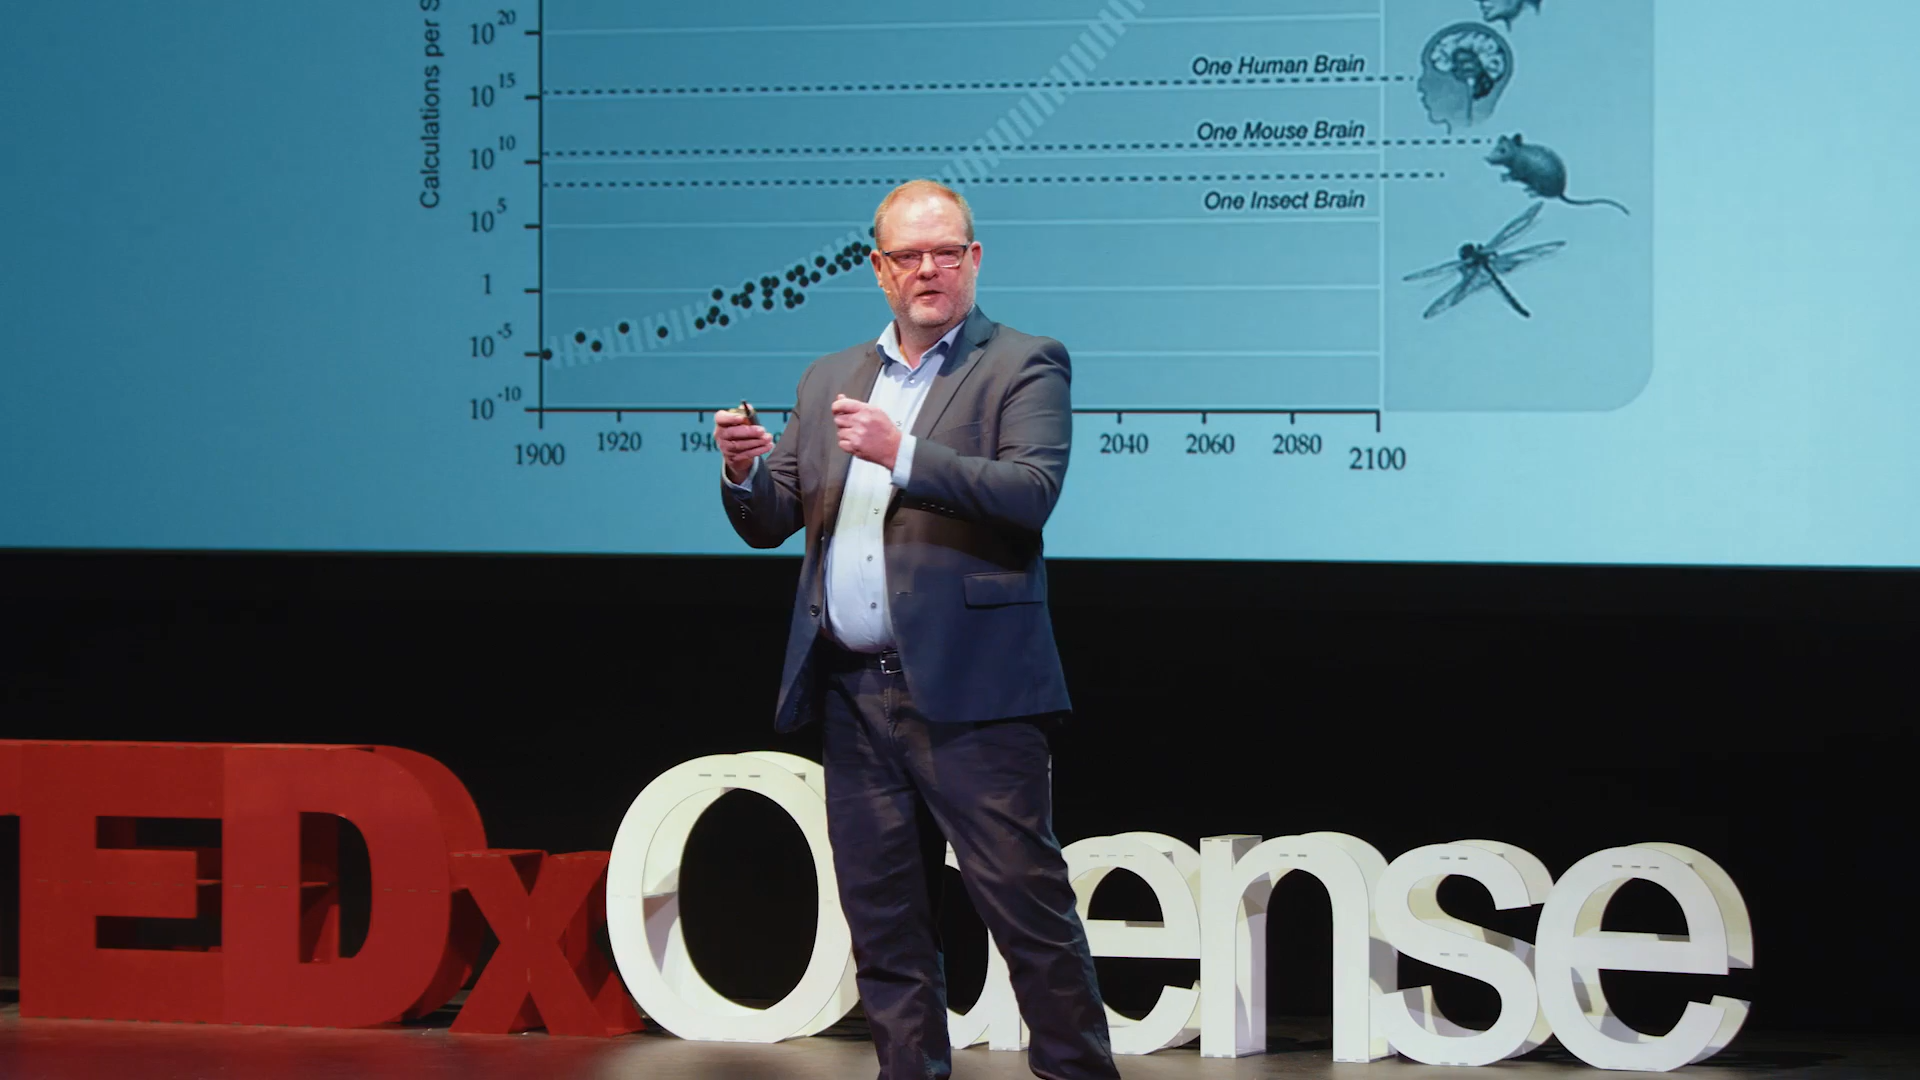 Calculations per S
10^20
10^15
10^10
10^5
1
10^-5
10^-10
One Human Brain
One Mouse Brain
One Insect Brain
1900 1920 194 2040 2060 2080 2100
TEDxOdense